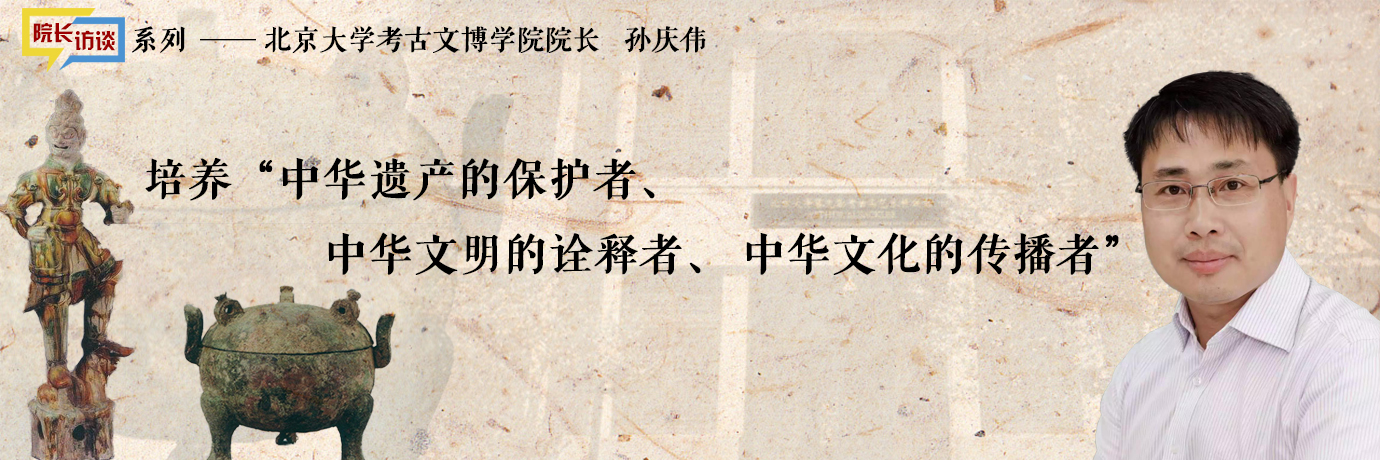 院长访谈 系列 —— 北京大学考古文博学院院长 孙庆伟
培养“中华遗产的保护者、
中华文明的诠释者、中华文化的传播者”